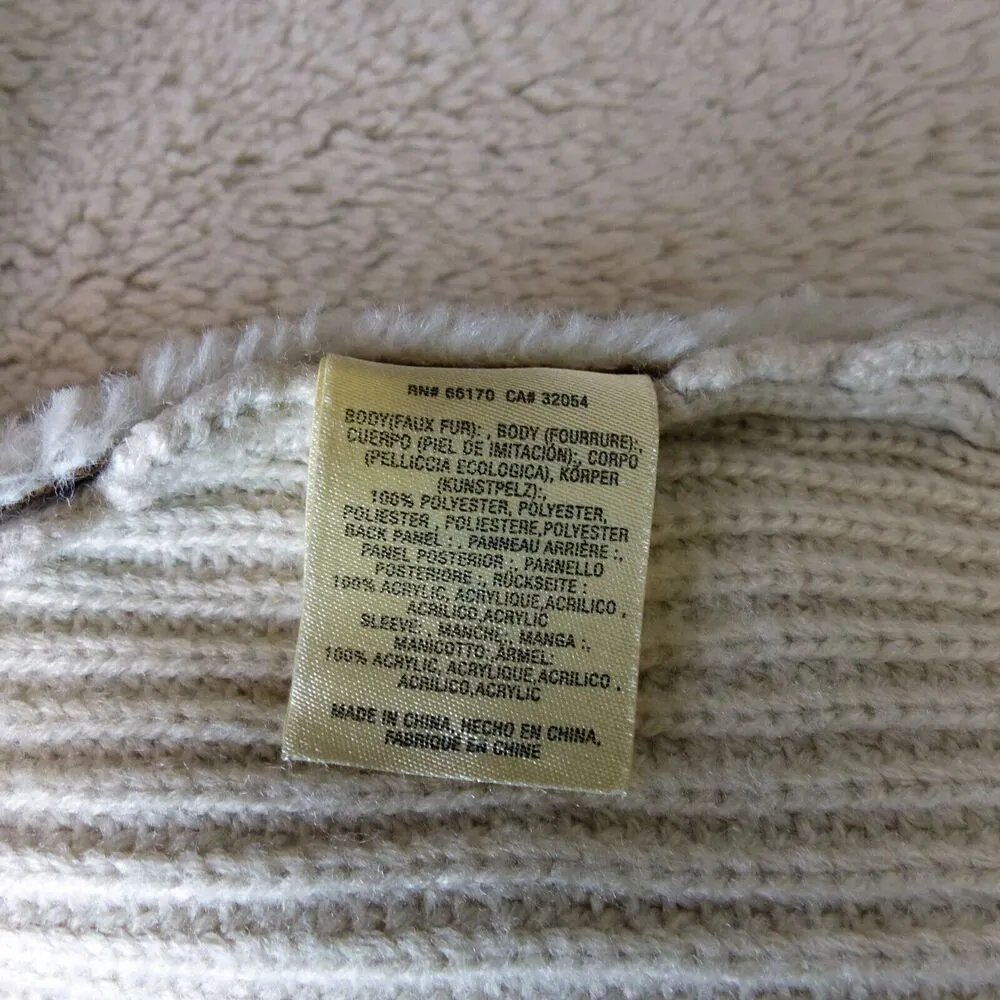 RN# 66170 CA# 32054
BODY(FAUX FUR): , BODY (FOURRURE):,
CUERPO (PIEL DE IMITACIÓN):, CORPO
(PELLICCIA ECOLOGICA), KÖRPER
(KUNSTPELZ):,
100% POLYESTER, POLYESTER,
POLIESTER , POLIESTERE,POLYESTER
BACK PANEL : , PANNEAU ARRIÈRE :,
PANEL POSTERIOR :, PANNELLO
POSTERIORE :, RÜCKSEITE :
100% ACRYLIC, ACRYLIQUE,ACRILICO ,
ACRILICO,ACRYLIC
SLEEVE:, MANCHE:, MANGA :,
MANICOTTO: ÄRMEL:
100% ACRYLIC, ACRYLIQUE,ACRILICO ,
ACRILICO,ACRYLIC
MADE IN CHINA, HECHO EN CHINA,
FABRIQUÉ EN CHINE